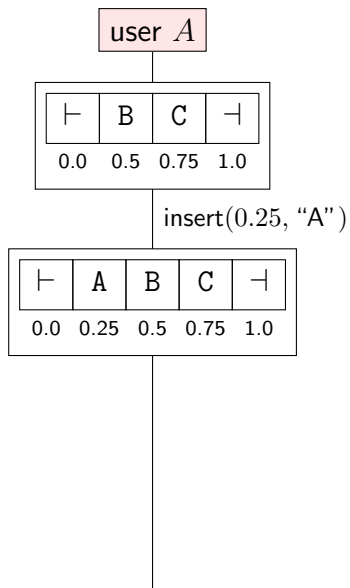 user A
⊢ B C ⊣
0.0 0.5 0.75 1.0
insert(0.25, “A”)
⊢ A B C ⊣
0.0 0.25 0.5 0.75 1.0